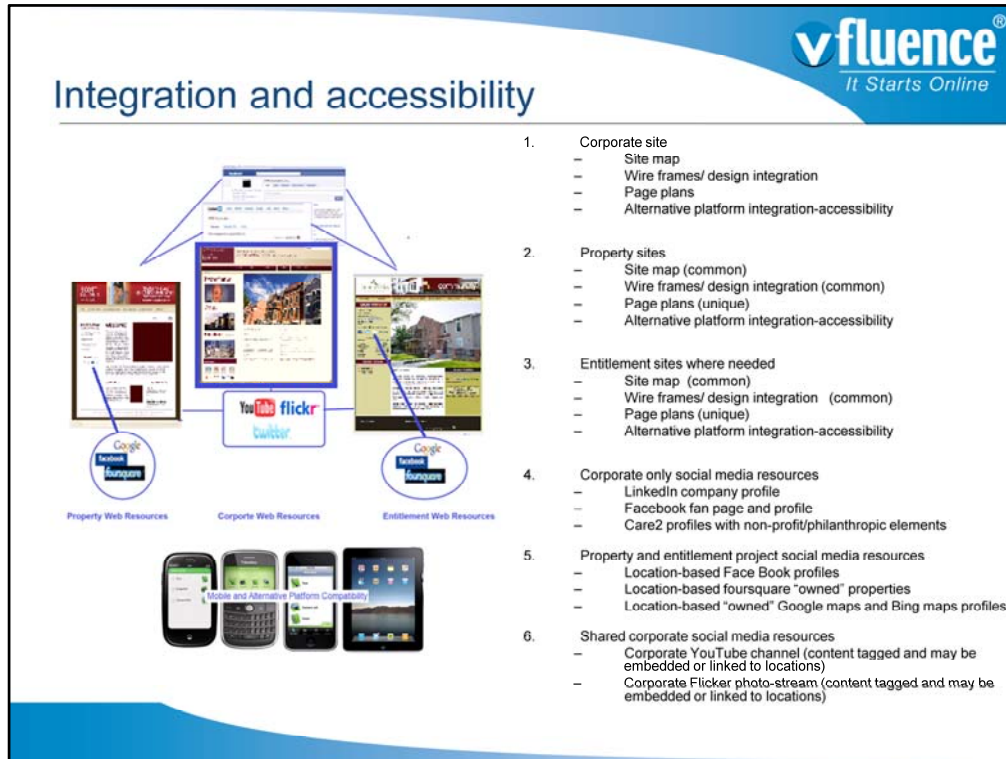 vfluence®
It Starts Online
Integration and accessibility
1. Corporate site
– Site map
– Wire frames/ design integration
– Page plans
– Alternative platform integration-accessibility
2. Property sites
– Site map (common)
– Wire frames/ design integration (common)
– Page plans (unique)
– Alternative platform integration-accessibility
3. Entitlement sites where needed
– Site map (common)
– Wire frames/ design integration (common)
– Page plans (unique)
– Alternative platform integration-accessibility
4. Corporate only social media resources
– LinkedIn company profile
– Facebook fan page and profile
– Care2 profiles with non-profit/philanthropic elements
5. Property and entitlement project social media resources
– Location-based Face Book profiles
– Location-based foursquare “owned” properties
– Location-based “owned” Google maps and Bing maps profiles
6. Shared corporate social media resources
– Corporate YouTube channel (content tagged and may be
embedded or linked to locations)
– Corporate Flicker photo-stream (content tagged and may be
embedded or linked to locations)
WELCOME
YouTube flickr
twitter
Google
facebook
foursquare
Google
facebook
foursquare
Property Web Resources
Corporte Web Resources
Entitlement Web Resources
Mobile and Alternative Platform Compatibility